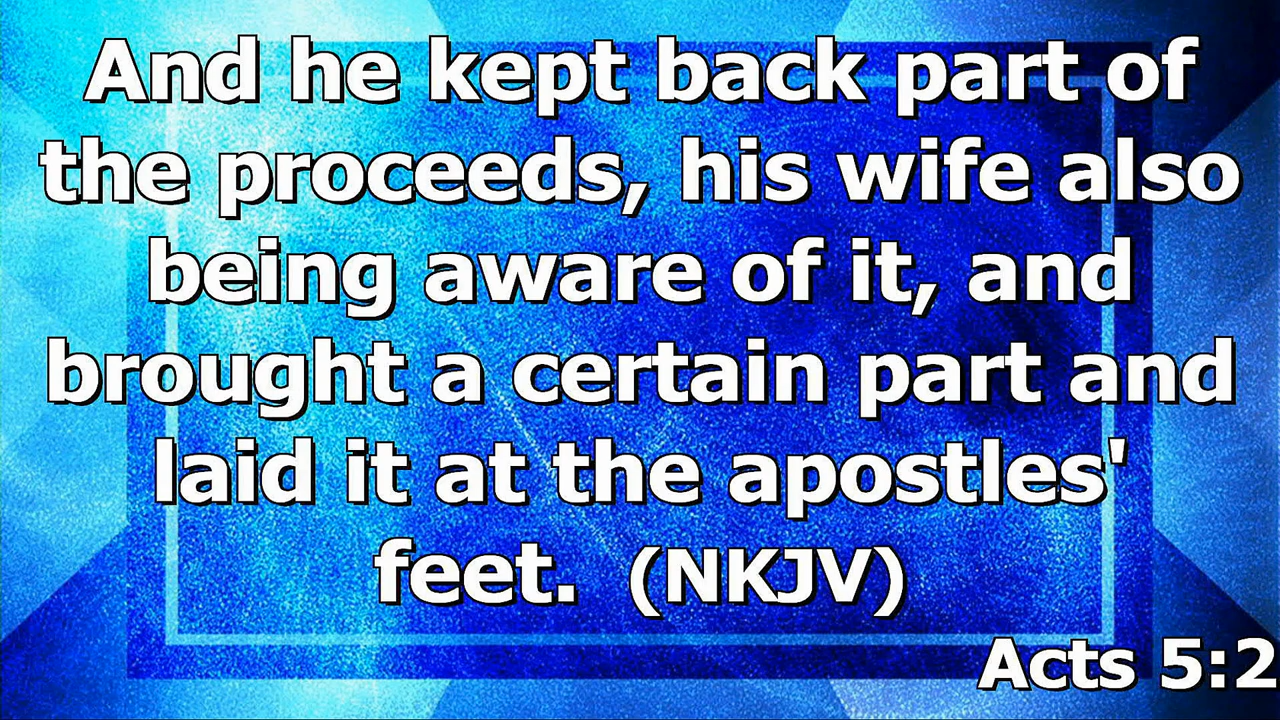 And he kept back part of
the proceeds, his wife also
being aware of it, and
brought a certain part and
laid it at the apostles'
feet.  (NKJV)
Acts 5:2